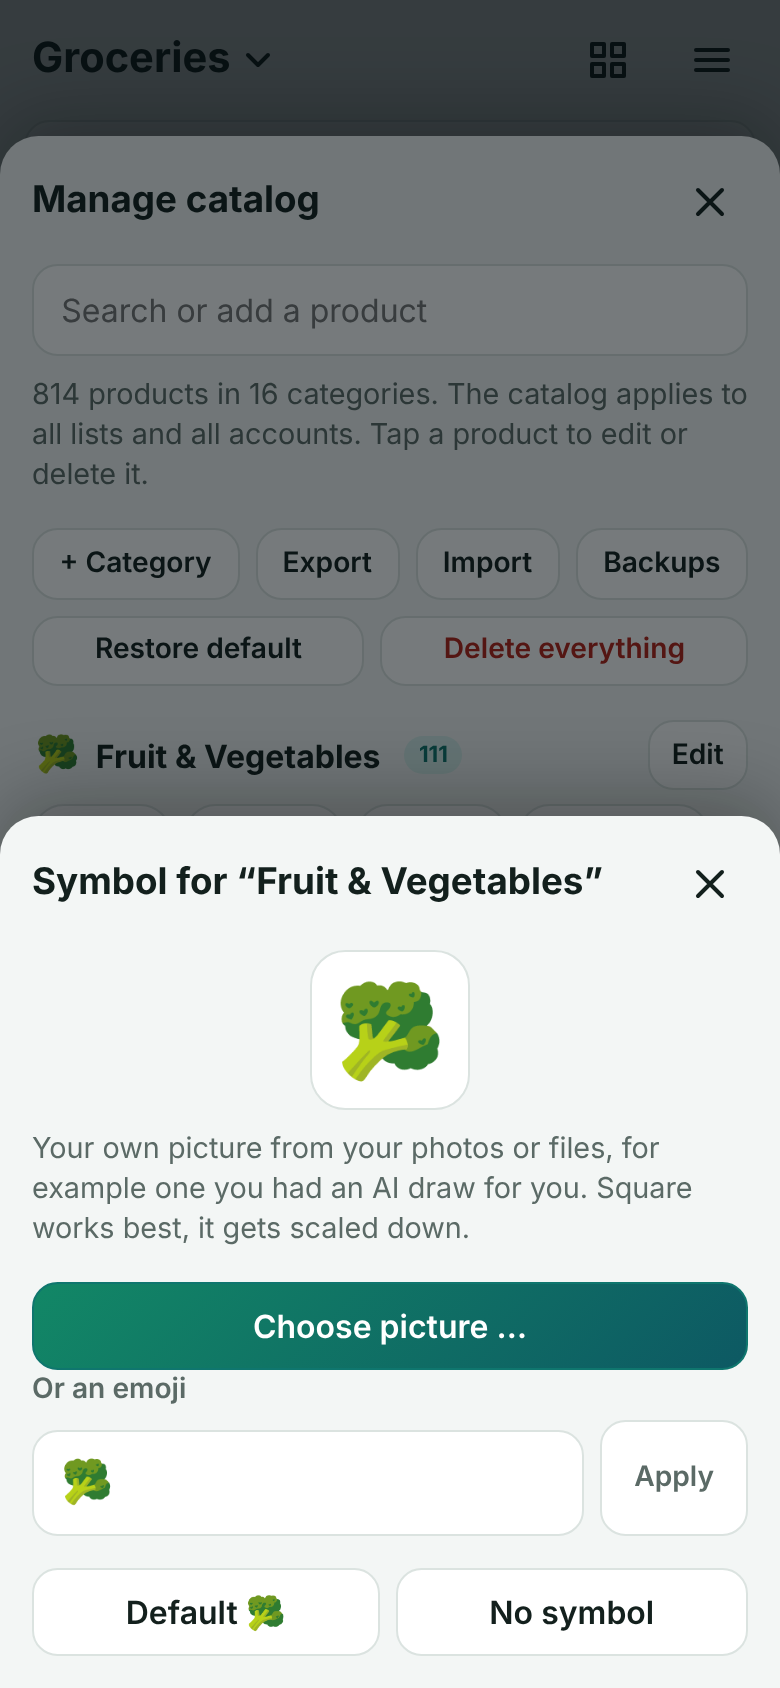 Groceries
Manage catalog
Search or add a product
814 products in 16 categories. The catalog applies to
all lists and all accounts. Tap a product to edit or
delete it.
+ Category
Export
Import
Backups
Restore default
Delete everything
🥦 Fruit & Vegetables 111
Edit
Symbol for “Fruit & Vegetables”
Your own picture from your photos or files, for
example one you had an AI draw for you. Square
works best, it gets scaled down.
Choose picture ...
Or an emoji
🥦
Apply
Default 🥦
No symbol